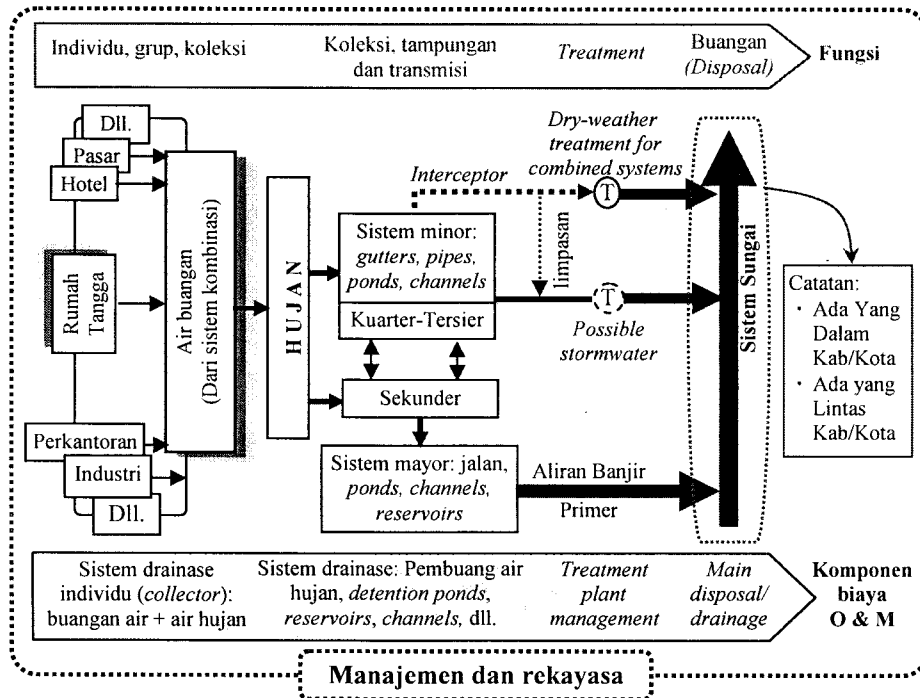 Individu, grup, koleksi
Koleksi, tampungan
dan transmisi
Treatment
Buangan
(Disposal)
Fungsi
Dll.
Pasar
Hotel
Rumah
Tangga
Perkantoran
Industri
Dll.
Air buangan
(Dari sistem kombinasi)
HUJAN
Interceptor
Dry-weather
treatment for
combined systems
T
Sistem minor:
gutters, pipes,
ponds, channels
Kuarter-Tersier
limpasan
T
Possible
stormwater
Sekunder
Sistem mayor: jalan,
ponds, channels,
reservoirs
Aliran Banjir
Primer
Sistem Sungai
Catatan:
· Ada Yang
Dalam
Kab/Kota
· Ada yang
Lintas
Kab/Kota
Sistem drainase
individu (collector):
buangan air + air hujan
Sistem drainase: Pembuang air
hujan, detention ponds,
reservoirs, channels, dll.
Treatment
plant
management
Main
disposal/
drainage
Komponen
biaya
O & M
Manajemen dan rekayasa